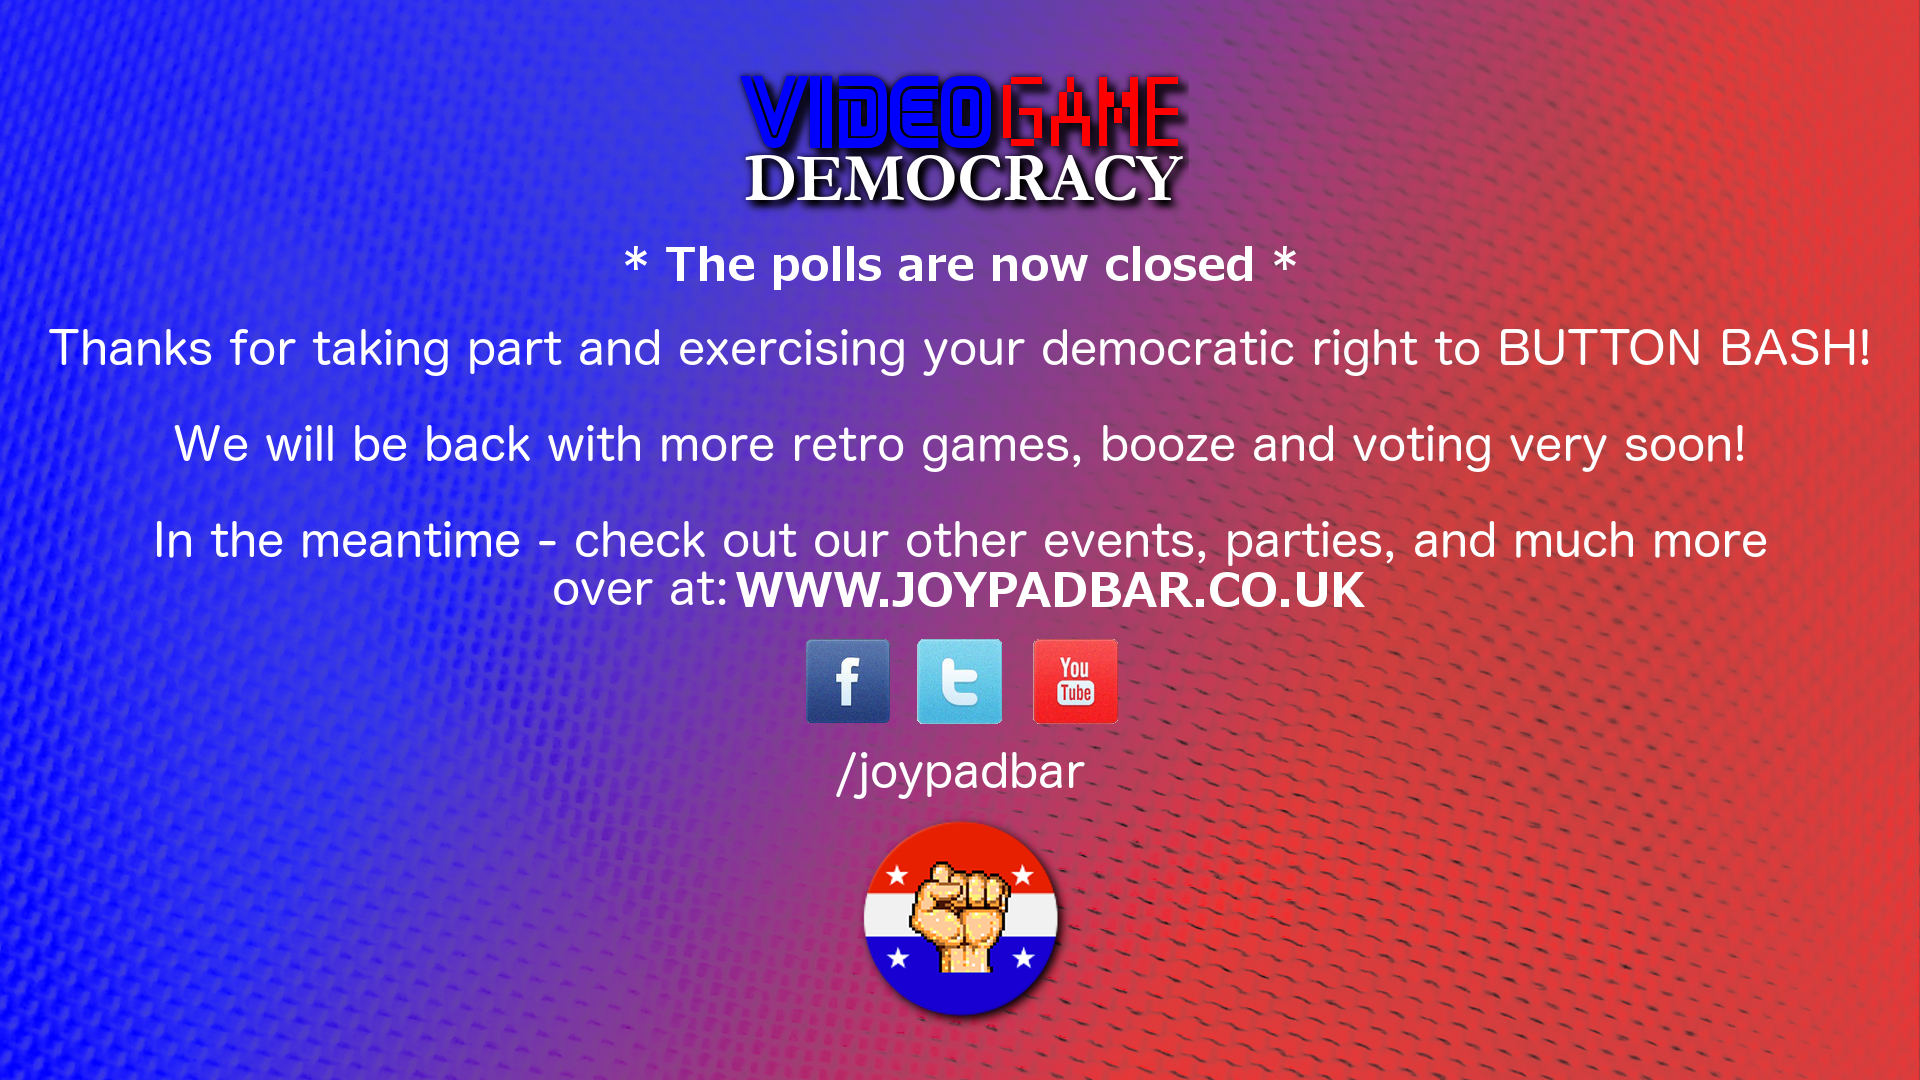 VIDEOGAME
DEMOCRACY
* The polls are now closed *
Thanks for taking part and exercising your democratic right to BUTTON BASH!
We will be back with more retro games, booze and voting very soon!
In the meantime - check out our other events, parties, and much more
over at: WWW.JOYPADBAR.CO.UK
f t You
Tube
/joypadbar